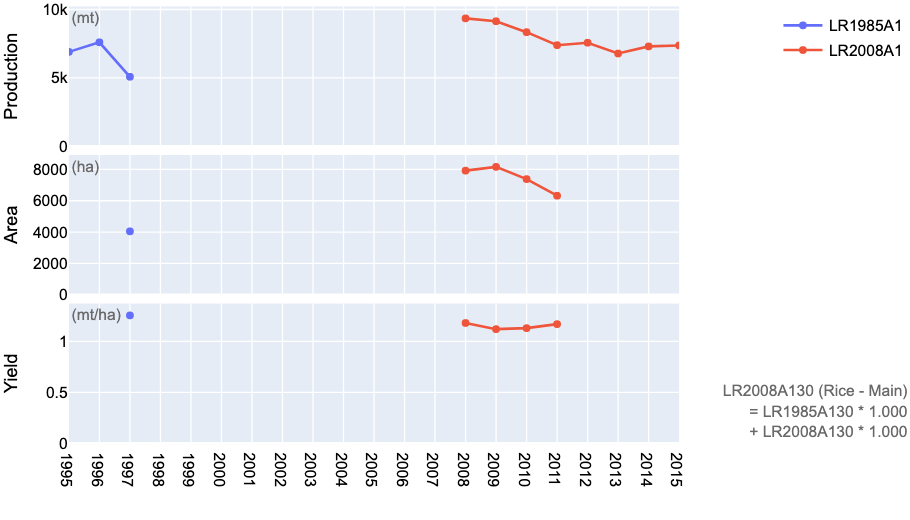 10k
(mt)
5k
0
Production
LR1985A1
LR2008A1
8000
(ha)
6000
4000
2000
0
Area
(mt/ha)
1
0.5
0
Yield
1995
1996
1997
1998
1999
2000
2001
2002
2003
2004
2005
2006
2007
2008
2009
2010
2011
2012
2013
2014
2015
LR2008A130 (Rice - Main)
= LR1985A130 * 1.000
+ LR2008A130 * 1.000